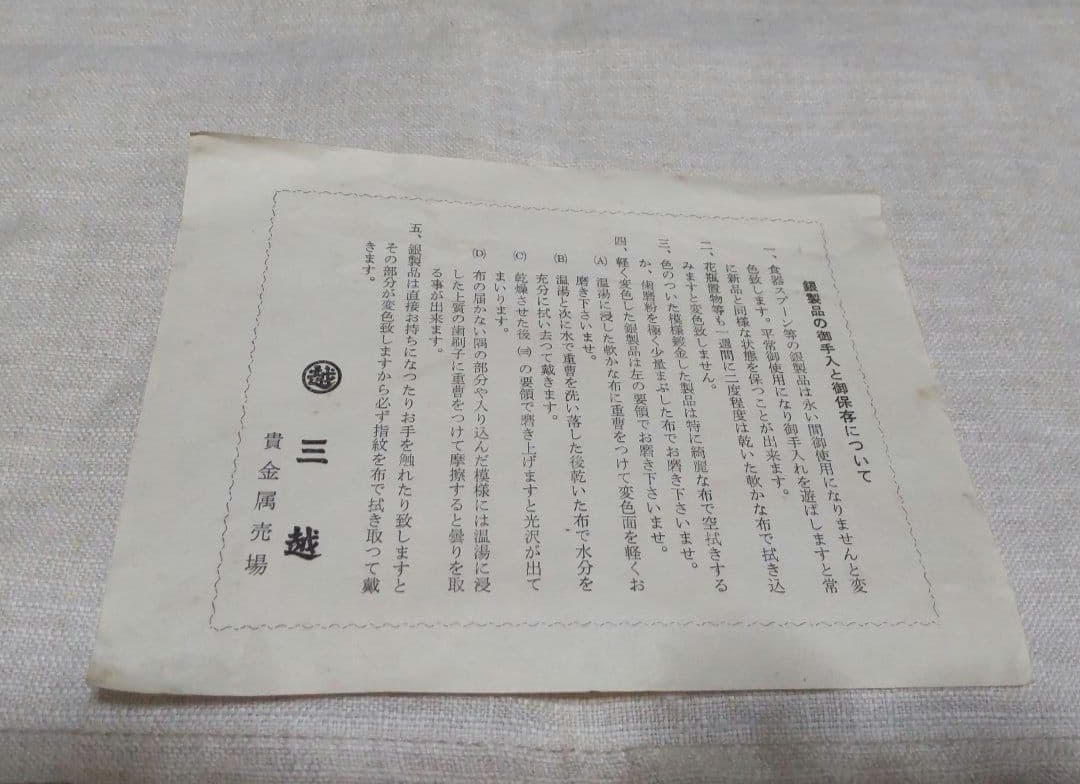 銀製品の御手入と御保存について
一、食器スプーン等の銀製品は永い間御使用になりませんと変
色致します。平常御使用になり御手入れを遊ばしますと常
に新品と同様な状態を保つことが出来ます。
二、花瓶置物等も一週間に二度程度は乾いた軟かな布で拭き込
みますと変色致しません。
三、色のついた模様鍍金した製品は特に綺麗な布で空拭きする
か、歯磨粉を極く少量まぶした布でお磨き下さいませ。
四、軽く変色した銀製品は左の要領でお磨き下さいませ。
(A) 温湯に浸した軟かな布に重曹をつけて変色面を軽くお
磨き下さいませ。
(B) 温湯と次に水で重曹を洗い落した後乾いた布で水分を
充分に拭い去つて戴きます。
(C) 乾燥させた後(三)の要領で磨き上げますと光沢が出て
まいります。
(D) 布の届かない隅の部分や入り込んだ模様には温湯に浸
した上質の歯刷子に重曹をつけて摩擦すると曇りを取
る事が出来ます。
五、銀製品は直接お持ちになつたりお手を触れたり致しますと
その部分が変色致しますから必ず指紋を布で拭き取つて戴
きます。
越 三越
貴金属売場